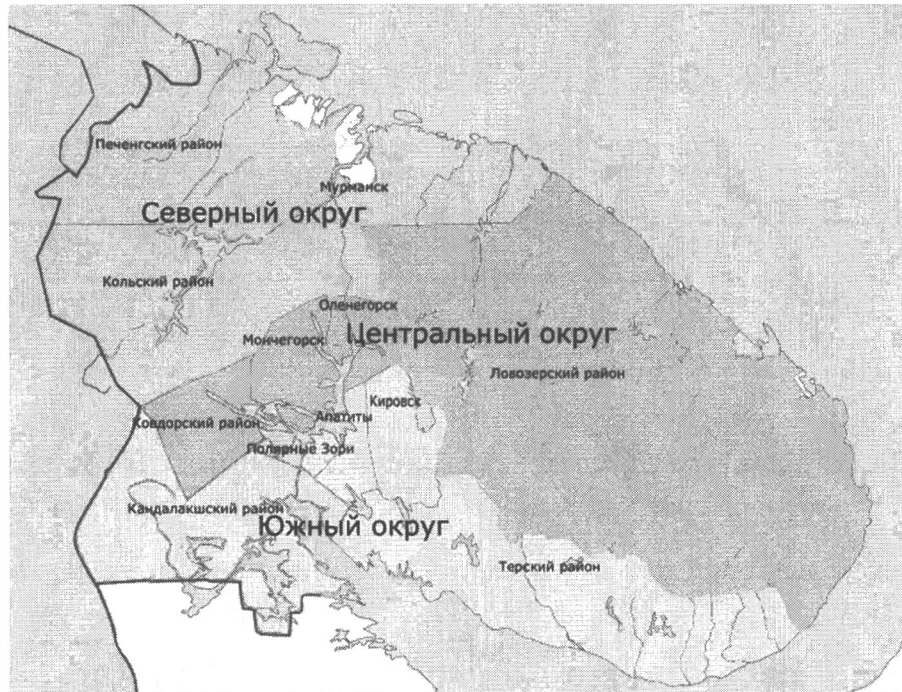 Печенгский район
Мурманск
Северный округ
Кольский район
Оленегорск
Мончегорск
Центральный округ
Ловозерский район
Кировск
Апатиты
Ковдорский район
Полярные Зори
Кандалакшский район
Южный округ
Терский район